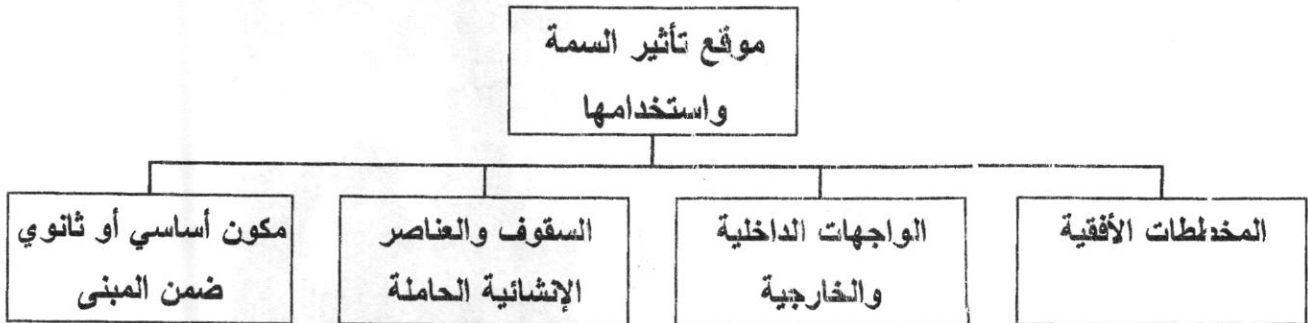 موقع تأثير السمة
واستخدامها
المخططات الأفقية
الواجهات الداخلية
والخارجية
السقوف والعناصر
الإنشائية الحاملة
مكون أساسي أو ثانوي
ضمن المبنى